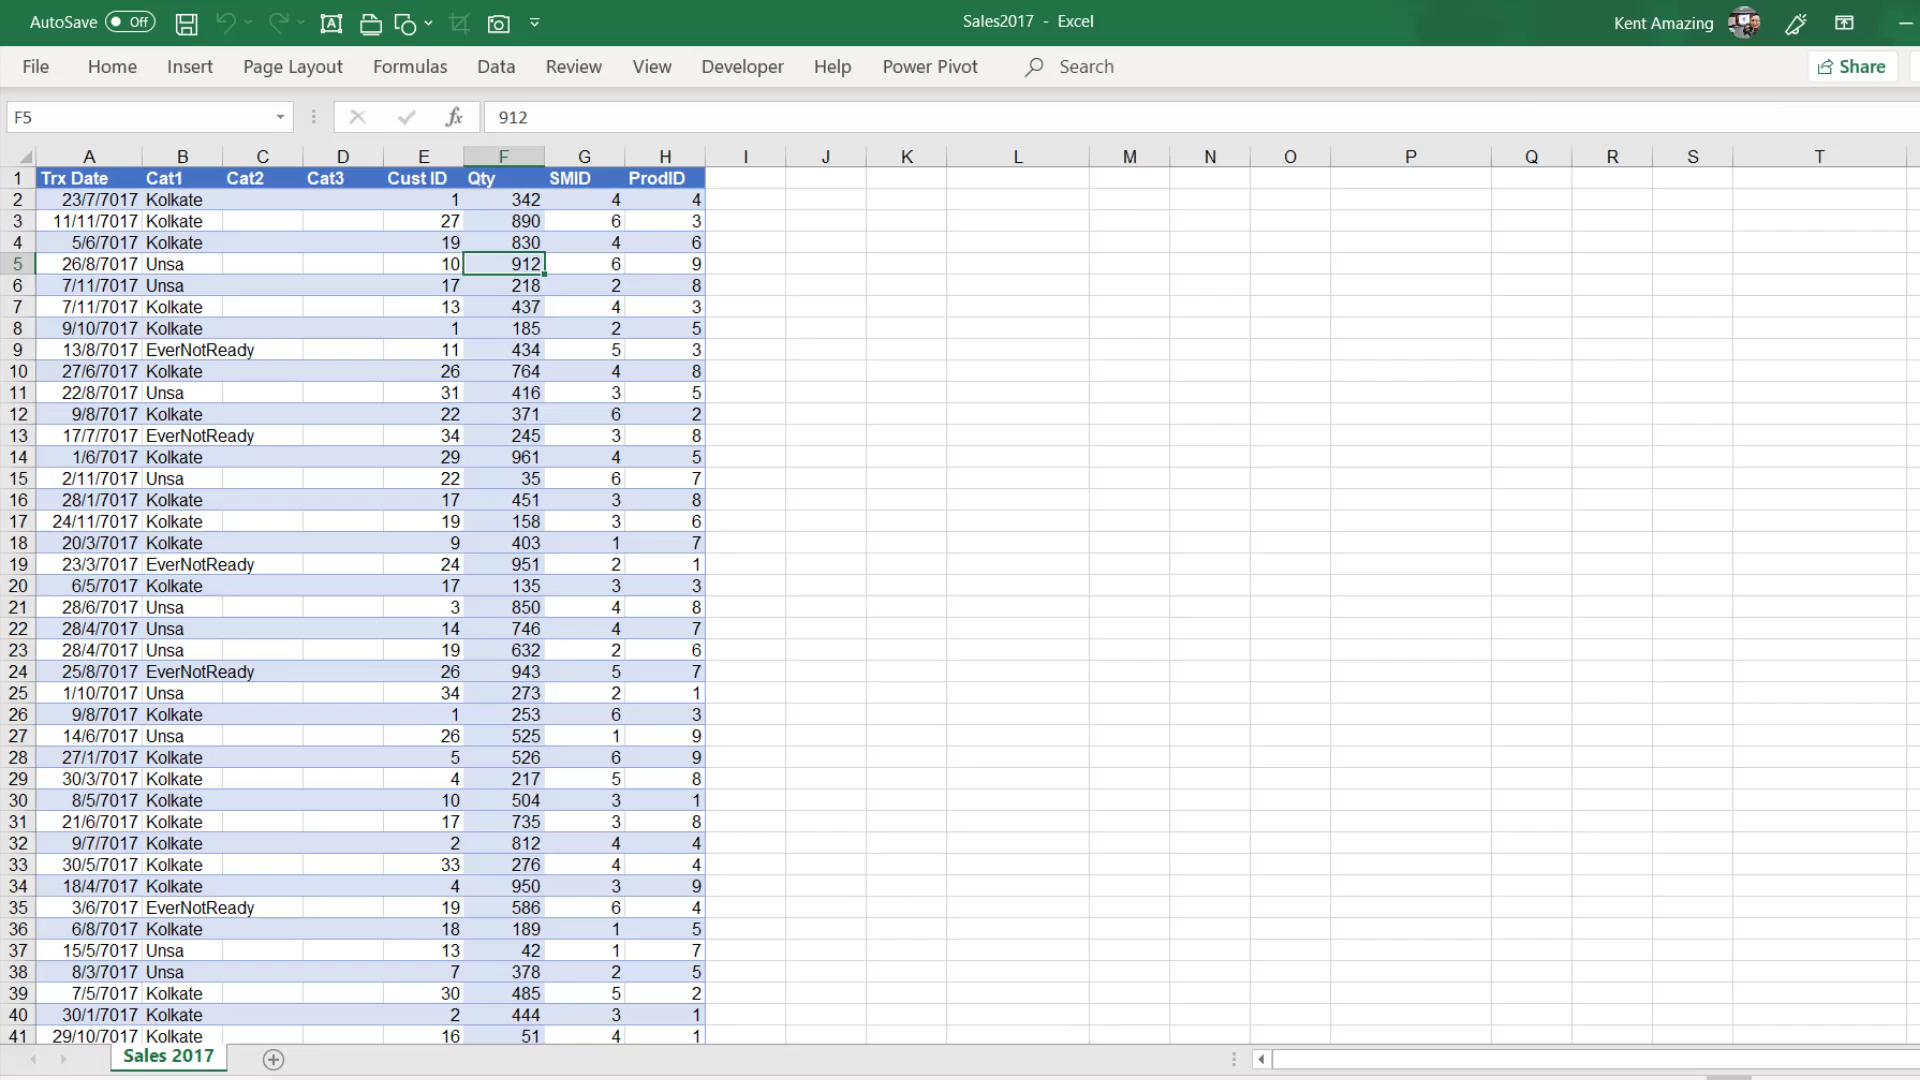 AutoSave Off Sales2017 - Excel Kent Amazing
File Home Insert Page Layout Formulas Data Review View Developer Help Power Pivot Search Share
F5 fx 912
A B C D E F G H I J K L M N O P Q R S T
1 Trx Date Cat1 Cat2 Cat3 Cust ID Qty SMID ProdID
2 23/7/7017 Kolkate 1 342 4 4
3 11/11/7017 Kolkate 27 890 6 3
4 5/6/7017 Kolkate 19 830 4 6
5 26/8/7017 Unsa 10 912 6 9
6 7/11/7017 Unsa 17 218 2 8
7 7/11/7017 Kolkate 13 437 4 3
8 9/10/7017 Kolkate 1 185 2 5
9 13/8/7017 EverNotReady 11 434 5 3
10 27/6/7017 Kolkate 26 764 4 8
11 22/8/7017 Unsa 31 416 3 5
12 9/8/7017 Kolkate 22 371 6 2
13 17/7/7017 EverNotReady 34 245 3 8
14 1/6/7017 Kolkate 29 961 4 5
15 2/11/7017 Unsa 22 35 6 7
16 28/1/7017 Kolkate 17 451 3 8
17 24/11/7017 Kolkate 19 158 3 6
18 20/3/7017 Kolkate 9 403 1 7
19 23/3/7017 EverNotReady 24 951 2 1
20 6/5/7017 Kolkate 17 135 3 3
21 28/6/7017 Unsa 3 850 4 8
22 28/4/7017 Unsa 14 746 4 7
23 28/4/7017 Unsa 19 632 2 6
24 25/8/7017 EverNotReady 26 943 5 7
25 1/10/7017 Unsa 34 273 2 1
26 9/8/7017 Kolkate 1 253 6 3
27 14/6/7017 Unsa 26 525 1 9
28 27/1/7017 Kolkate 5 526 6 9
29 30/3/7017 Kolkate 4 217 5 8
30 8/5/7017 Kolkate 10 504 3 1
31 21/6/7017 Kolkate 17 735 3 8
32 9/7/7017 Kolkate 2 812 4 4
33 30/5/7017 Kolkate 33 276 4 4
34 18/4/7017 Kolkate 4 950 3 9
35 3/6/7017 EverNotReady 19 586 6 4
36 6/8/7017 Kolkate 18 189 1 5
37 15/5/7017 Unsa 13 42 1 7
38 8/3/7017 Unsa 7 378 2 5
39 7/5/7017 Kolkate 30 485 5 2
40 30/1/7017 Kolkate 2 444 3 1
41 29/10/7017 Kolkate 16 51 4 1
Sales 2017